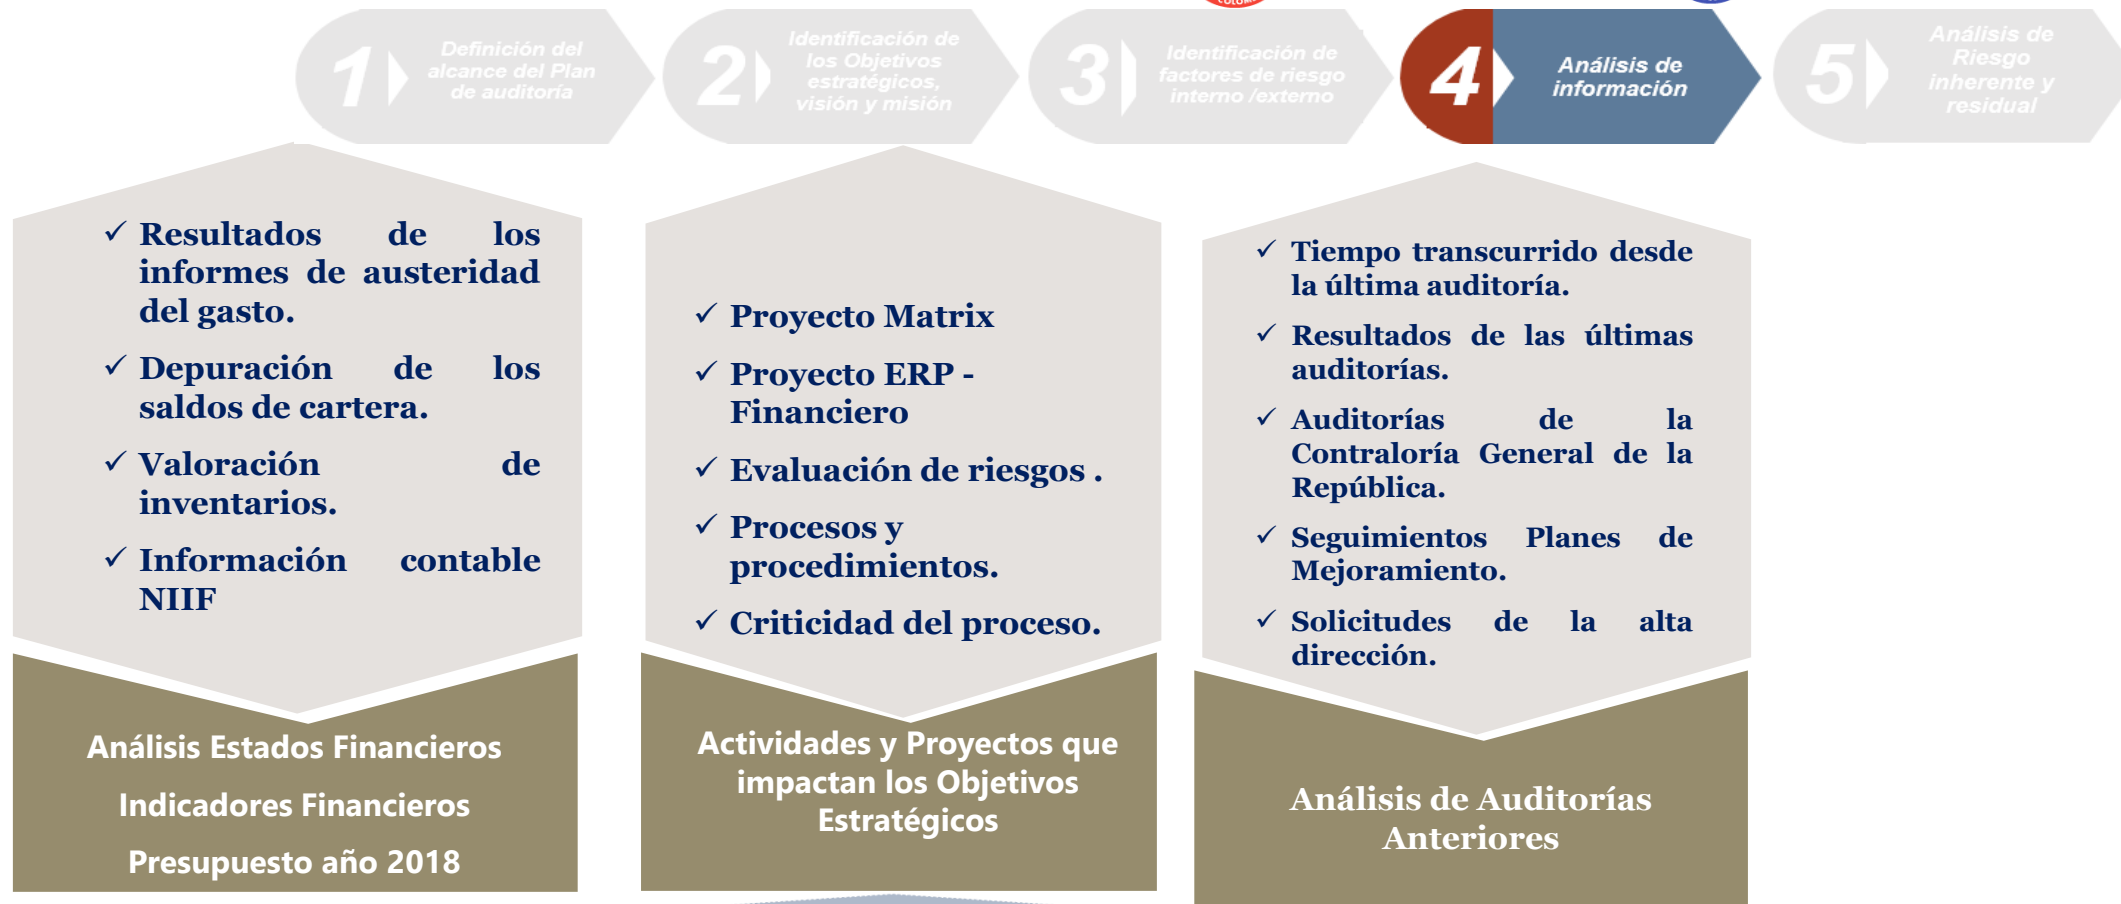 COLOM
1
Definición del
alcance del Plan
de auditoría
2
Identificación de
los Objetivos
estratégicos,
visión y misión
3
Identificación de
factores de riesgo
interno /externo
4
Análisis de
información
5
Análisis de
Riesgo
inherente y
residual
✓ Resultados de los
informes de austeridad
del gasto.
✓ Depuración de los
saldos de cartera.
✓ Valoración de
inventarios.
✓ Información contable
NIIF
Análisis Estados Financieros
Indicadores Financieros
Presupuesto año 2018
✓ Proyecto Matrix
✓ Proyecto ERP -
Financiero
✓ Evaluación de riesgos .
✓ Procesos y
procedimientos.
✓ Criticidad del proceso.
Actividades y Proyectos que
impactan los Objetivos
Estratégicos
✓ Tiempo transcurrido desde
la última auditoría.
✓ Resultados de las últimas
auditorías.
✓ Auditorías de la
Contraloría General de la
República.
✓ Seguimientos Planes de
Mejoramiento.
✓ Solicitudes de la alta
dirección.
Análisis de Auditorías
Anteriores